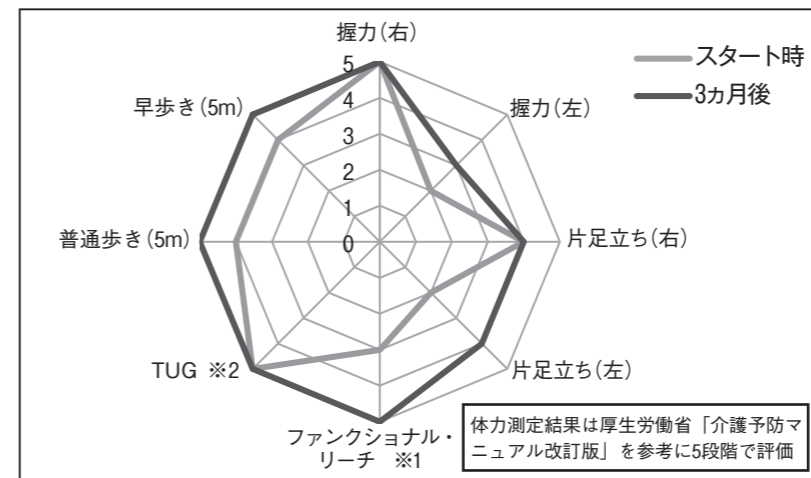 握力(右)
スタート時
3ヵ月後
5
4
3
2
1
0
早歩き(5m)
握力(左)
普通歩き(5m)
片足立ち(右)
TUG ※2
片足立ち(左)
ファンクショナル・
リーチ ※1
体力測定結果は厚生労働省「介護予防マ
ニュアル改訂版」を参考に5段階で評価